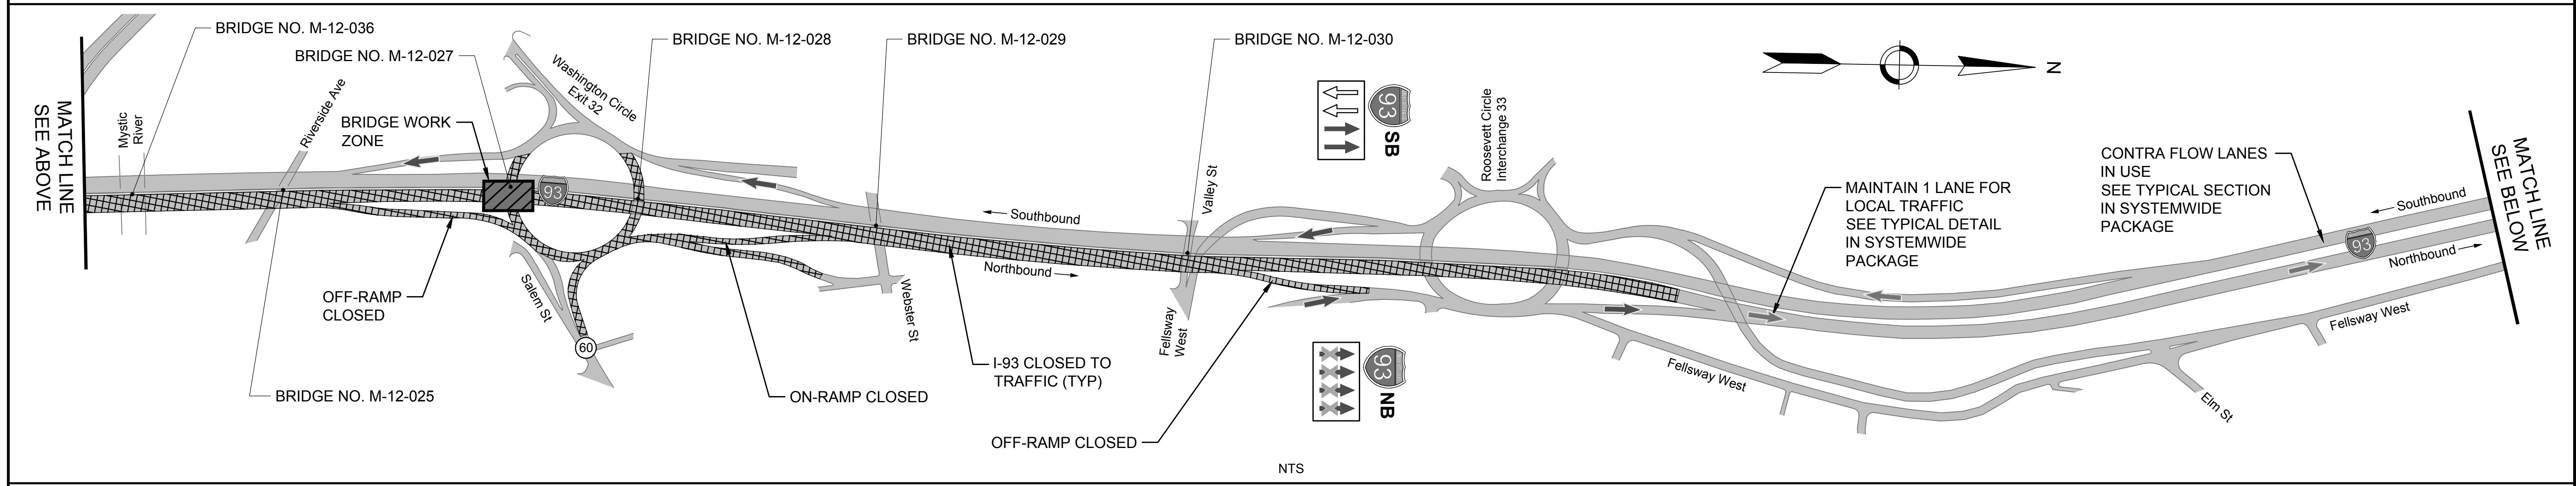 BRIDGE NO. M-12-036
BRIDGE NO. M-12-027
BRIDGE NO. M-12-028
BRIDGE NO. M-12-029
BRIDGE NO. M-12-030
MATCH LINE
SEE ABOVE
Mystic
River
Riverside Ave
BRIDGE WORK
ZONE
Washington Circle
Exit 32
93
Southbound
Northbound
Valley St
93
SB
Roosevett Circle
Interchange 33
N
MAINTAIN 1 LANE FOR
LOCAL TRAFFIC
SEE TYPICAL DETAIL
IN SYSTEMWIDE
PACKAGE
CONTRA FLOW LANES
IN USE
SEE TYPICAL SECTION
IN SYSTEMWIDE
PACKAGE
Southbound
93
Northbound
MATCH LINE
SEE BELOW
OFF-RAMP
CLOSED
Salem St
60
Webster St
Fellsway
West
I-93 CLOSED TO
TRAFFIC (TYP)
ON-RAMP CLOSED
OFF-RAMP CLOSED
BRIDGE NO. M-12-025
93
NB
Fellsway West
Fellsway West
Elm St
NTS